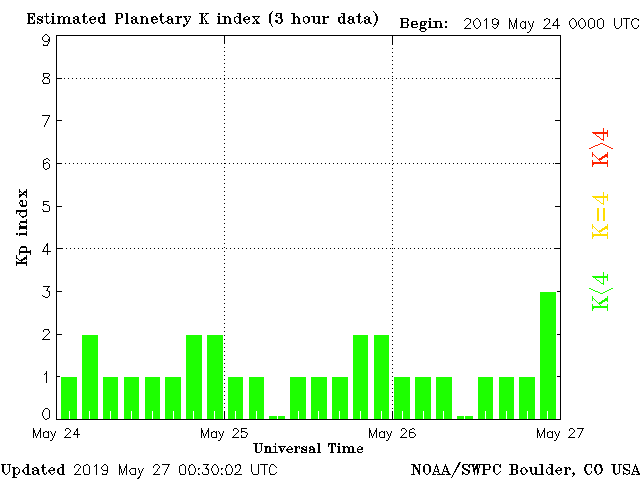 Estimated Planetary K index (3 hour data)
Begin: 2019 May 24 0000 UTC
9
8
7
6
5
4
3
2
1
0
Kp index
K>4
K=4
K<4
May 24
May 25
May 26
May 27
Universal Time
Updated 2019 May 27 00:30:02 UTC
NOAA/SWPC Boulder, CO USA